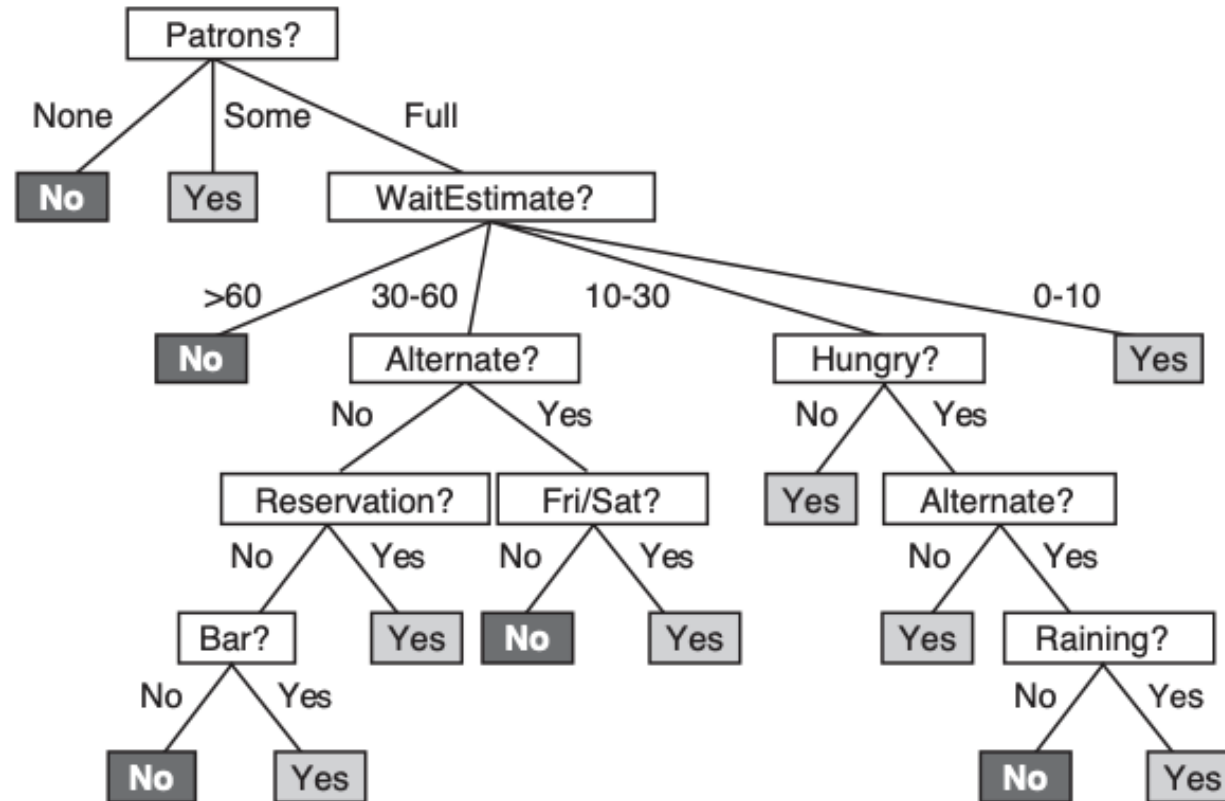 Patrons?
None Some Full
No Yes WaitEstimate?
>60 30-60 10-30 0-10
No Alternate? Hungry? Yes
No Yes No Yes
Reservation? Fri/Sat? Yes Alternate?
No Yes No Yes No Yes
Bar? Yes No Yes Yes Raining?
No Yes No Yes
No Yes No Yes